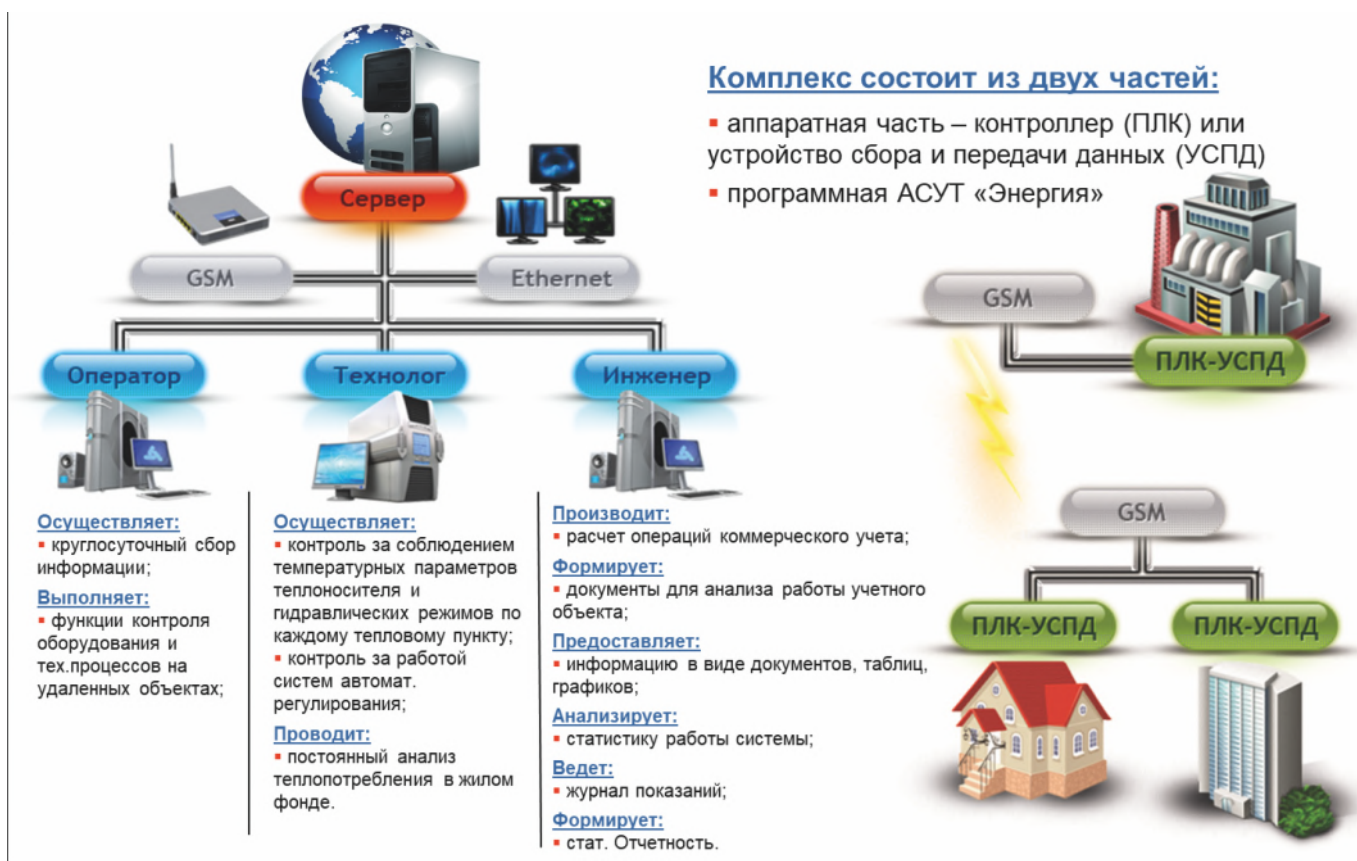 Комплекс состоит из двух частей:
▪ аппаратная часть – контроллер (ПЛК) или
устройство сбора и передачи данных (УСПД)
▪ программная АСУТ «Энергия»
Сервер
GSM
Ethernet
Оператор
Технолог
Инженер
Осуществляет:
▪ круглосуточный сбор
информации;
Выполняет:
▪ функции контроля
оборудования и
тех.процессов на
удаленных объектах;
Осуществляет:
▪ контроль за соблюдением
температурных параметров
теплоносителя и
гидравлических режимов по
каждому тепловому пункту;
▪ контроль за работой
систем автомат.
регулирования;
Проводит:
▪ постоянный анализ
теплопотребления в жилом
фонде.
Производит:
▪ расчет операций коммерческого учета;
Формирует:
▪ документы для анализа работы учетного
объекта;
Предоставляет:
▪ информацию в виде документов, таблиц,
графиков;
Анализирует:
▪ статистику работы системы;
Ведет:
▪ журнал показаний;
Формирует:
▪ стат. Отчетность.
GSM
ПЛК-УСПД
GSM
ПЛК-УСПД
ПЛК-УСПД